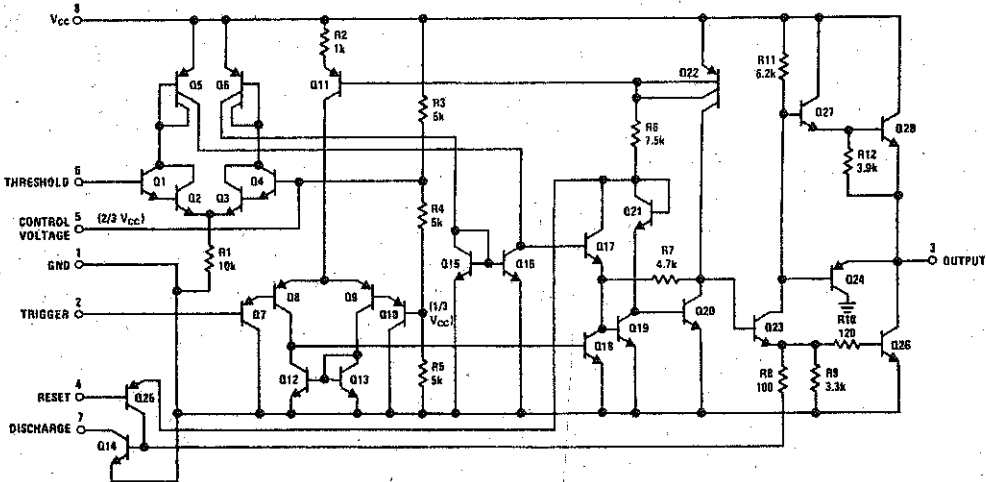 VCC 8
R2
1k
Q11
Q5
Q6
Q22
R11
6.2k
R3
5k
Q27
Q28
R6
7.5k
R12
3.9k
6
THRESHOLD
Q1
Q2
Q3
Q4
5
CONTROL
VOLTAGE
(2/3 VCC)
R4
5k
Q21
R1
10k
Q17
R7
4.7k
Q15
Q16
1
GND
3
OUTPUT
Q24
2
TRIGGER
Q7
Q8
Q9
Q10
(1/3
VCC)
Q18
Q19
Q20
Q23
R10
120
Q26
Q12
Q13
R5
5k
R8
100
R9
3.3k
4
RESET
Q25
7
DISCHARGE
Q14